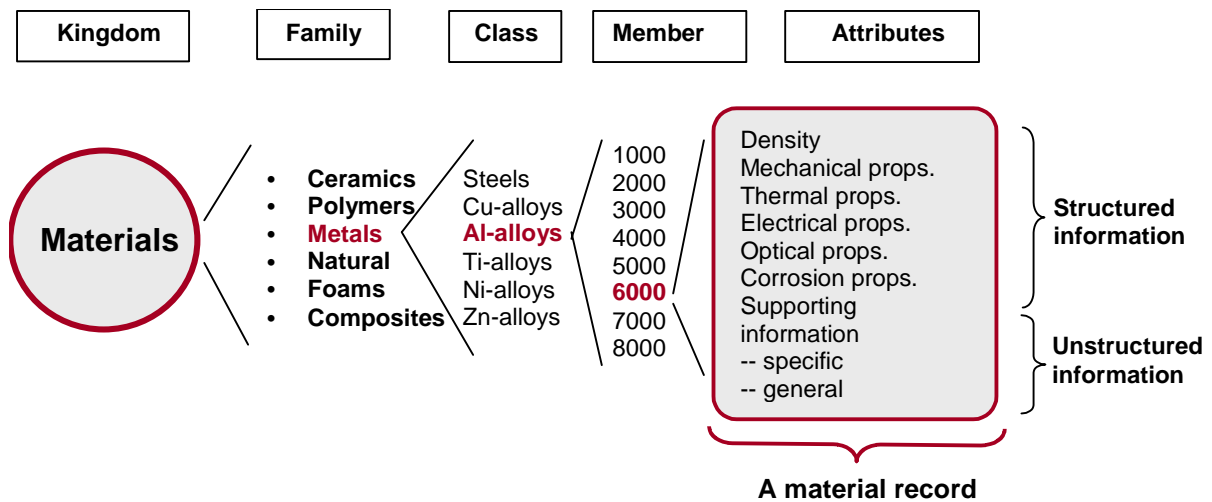 Kingdom
Family
Class
Member
Attributes
Materials
• Ceramics
• Polymers
• Metals
• Natural
• Foams
• Composites
Steels
Cu-alloys
Al-alloys
Ti-alloys
Ni-alloys
Zn-alloys
1000
2000
3000
4000
5000
6000
7000
8000
Density
Mechanical props.
Thermal props.
Electrical props.
Optical props.
Corrosion props.
Supporting
information
-- specific
-- general
Structured
information
Unstructured
information
A material record